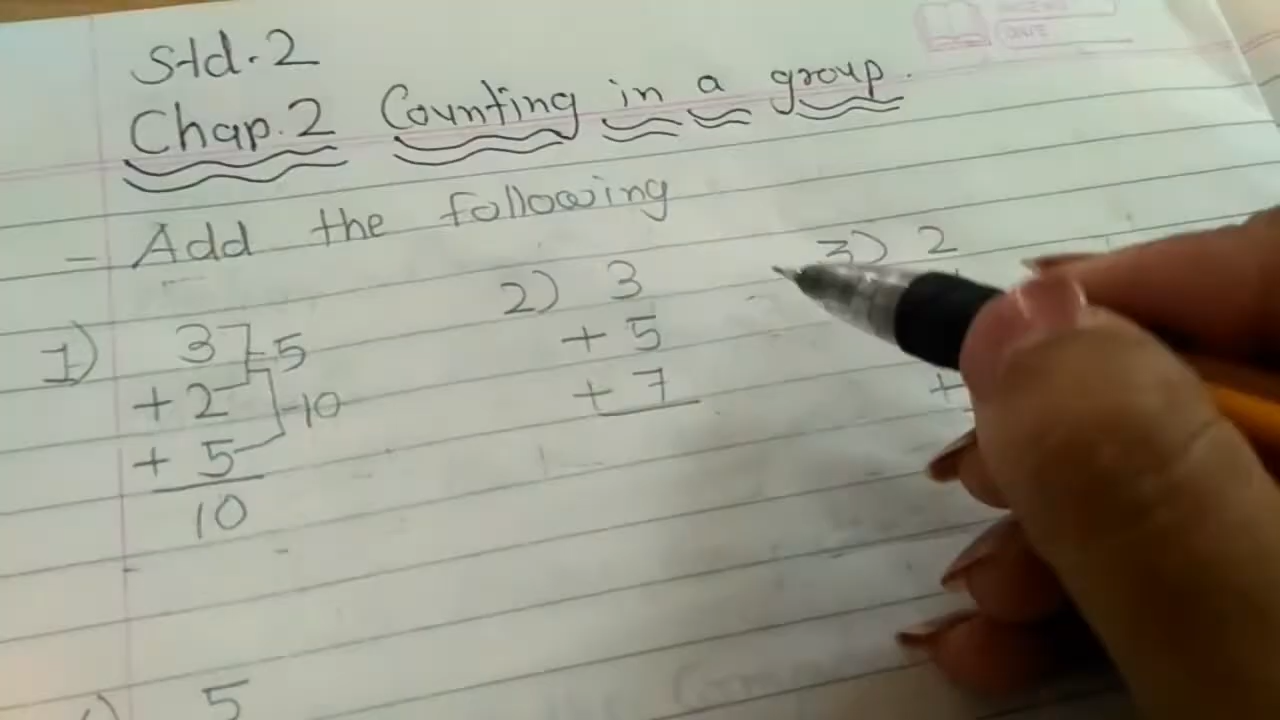 Std. 2
Chap. 2 Counting in a group.
- Add the following
1) 3 5
+ 2 10
+ 5
10
2) 3
+ 5
+ 7
3) 2
+
5
DATE